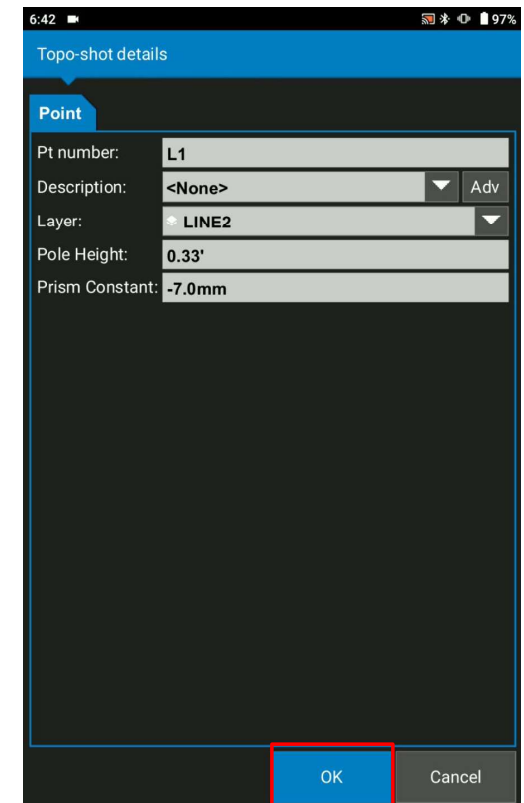 6:42 97%
Topo-shot details
Point
Pt number: L1
Description: <None> Adv
Layer: LINE2
Pole Height: 0.33'
Prism Constant: -7.0mm
OK Cancel